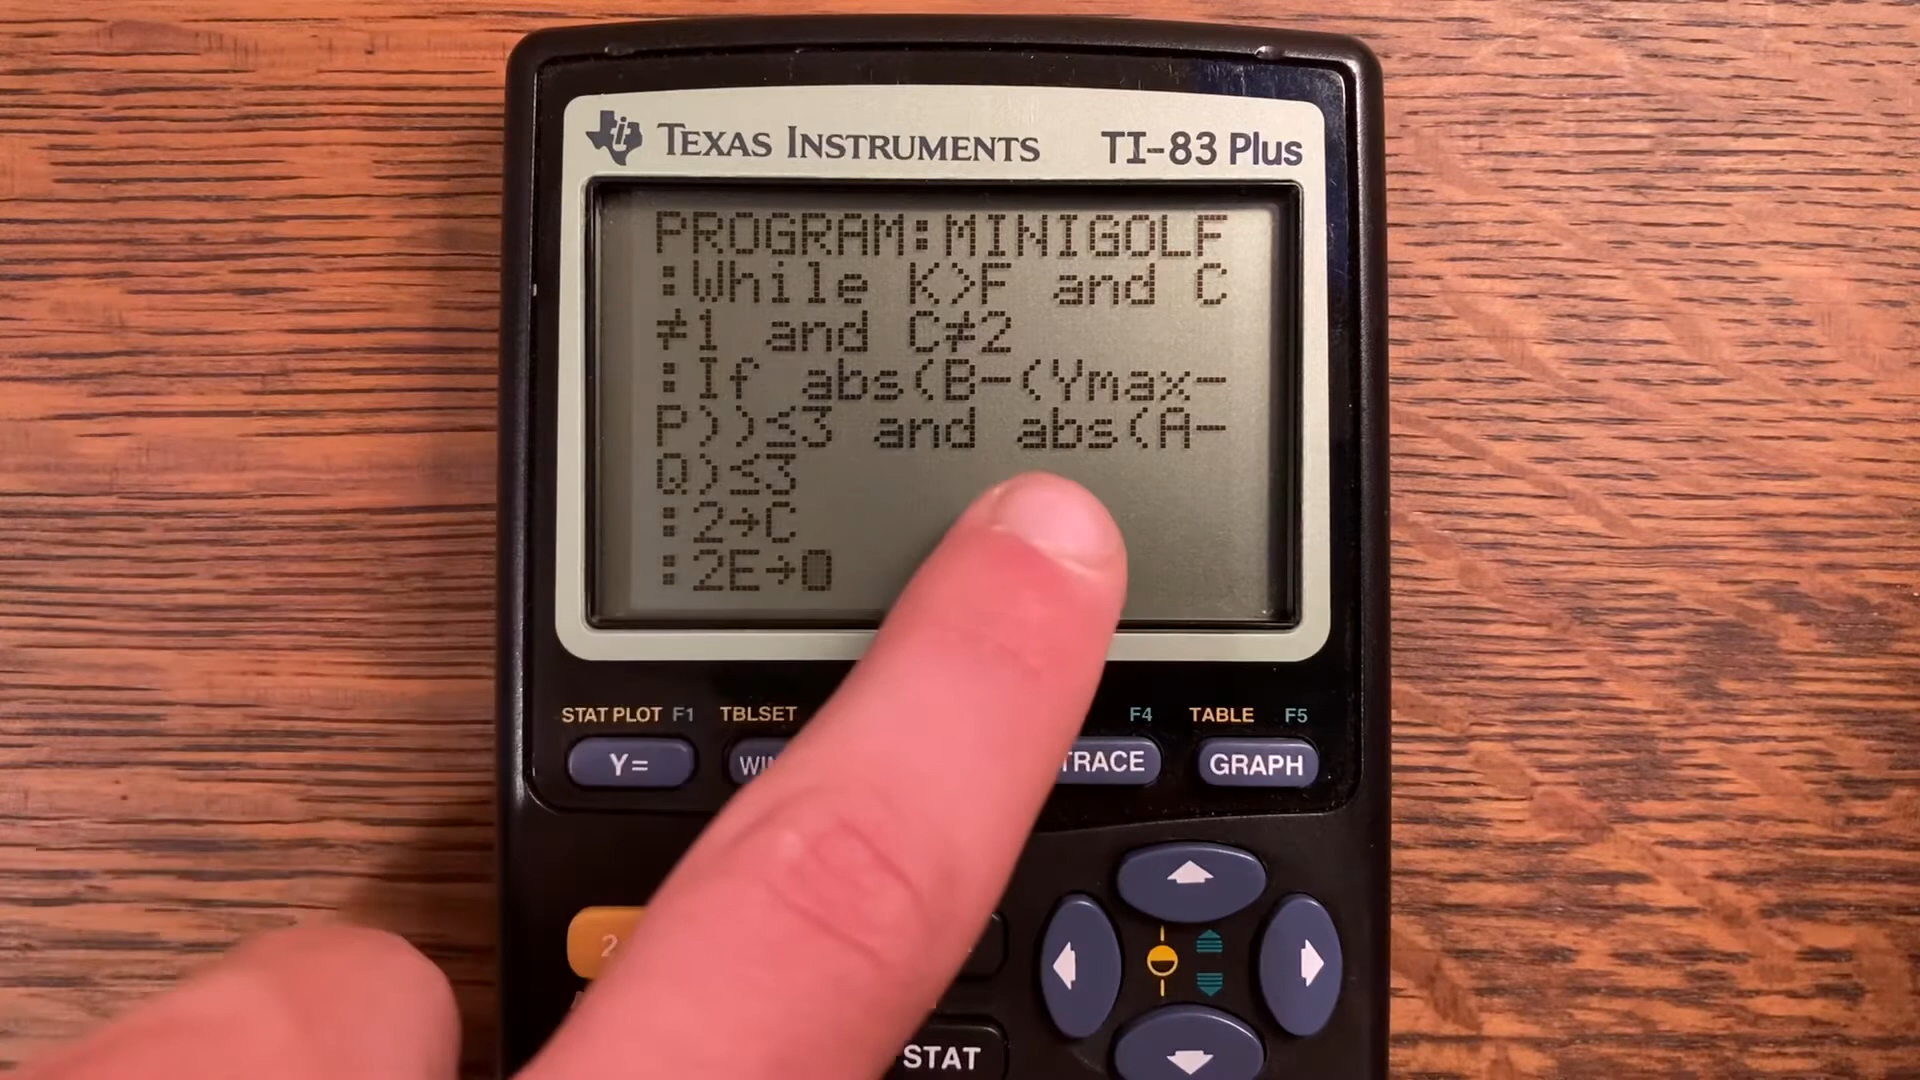 TEXAS INSTRUMENTS TI-83 Plus
PROGRAM:MINIGOLF
:While K>F and C
≠1 and C≠2
:If abs(B-(Ymax-
P))≤3 and abs(A-
Q)≤3
:2→C
:2E→
STAT PLOT F1 TBLSET F4 TABLE F5
Y= TRACE GRAPH
STAT